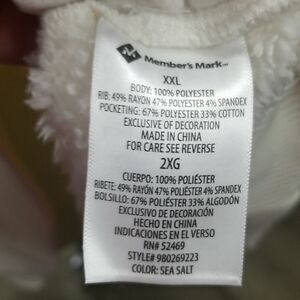 Member's Mark™
XXL
BODY: 100% POLYESTER
RIB: 49% RAYON 47% POLYESTER 4% SPANDEX
POCKETING: 67% POLYESTER 33% COTTON
EXCLUSIVE OF DECORATION
MADE IN CHINA
FOR CARE SEE REVERSE
2XG
CUERPO: 100% POLIÉSTER
RIBETE: 49% RAYÓN 47% POLIÉSTER 4% SPANDEX
BOLSILLO: 67% POLIÉSTER 33% ALGODÓN
EXCLUSIVO DE DECORACIÓN
HECHO EN CHINA
INDICACIONES EN EL VERSO
RN# 52469
STYLE# 980269223
COLOR: SEA SALT